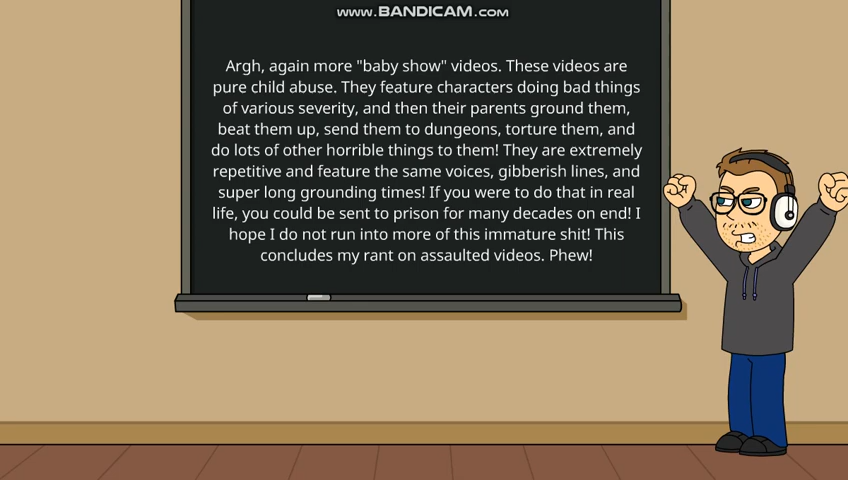 www.BANDICAM.com
Argh, again more "baby show" videos. These videos are
pure child abuse. They feature characters doing bad things
of various severity, and then their parents ground them,
beat them up, send them to dungeons, torture them, and
do lots of other horrible things to them! They are extremely
repetitive and feature the same voices, gibberish lines, and
super long grounding times! If you were to do that in real
life, you could be sent to prison for many decades on end! I
hope I do not run into more of this immature shit! This
concludes my rant on assaulted videos. Phew!